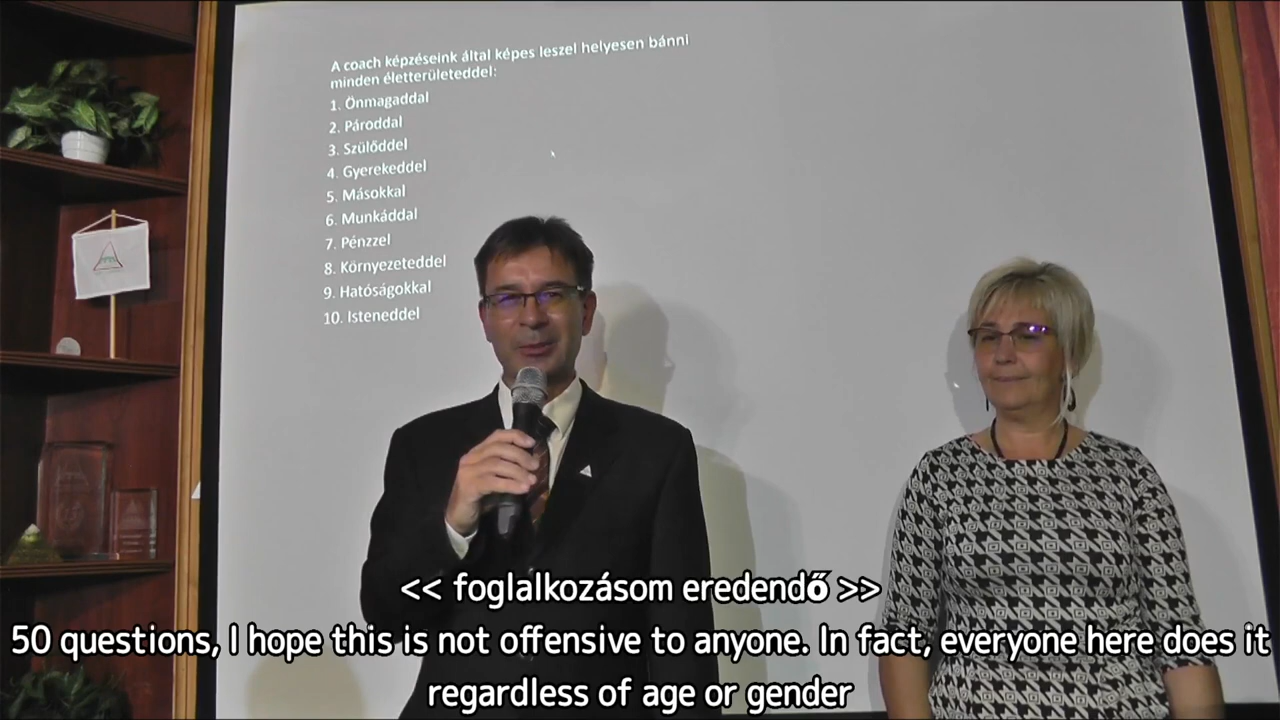 A coach képzéseink által képes leszel helyesen bánni
minden életterületeddel:
1. Önmagaddal
2. Pároddal
3. Szülőddel
4. Gyerekeddel
5. Másokkal
6. Munkáddal
7. Pénzzel
8. Környezeteddel
9. Hatóságokkal
10. Isteneddel
<< foglalkozásom eredendő >>
50 questions, I hope this is not offensive to anyone. In fact, everyone here does it
regardless of age or gender